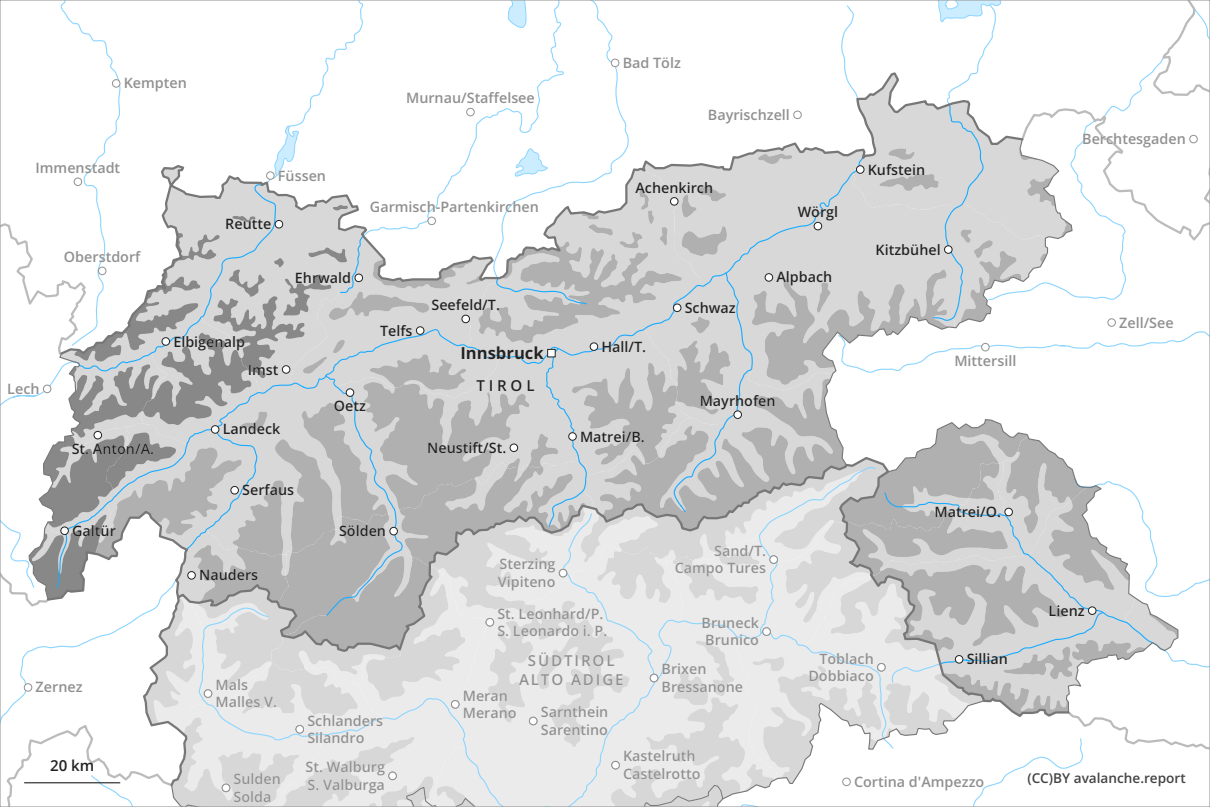 Kempten
Bad Tölz
Murnau/Staffelsee
Bayrischzell
Berchtesgaden
Immenstadt
Füssen
Kufstein
Achenkirch
Garmisch-Partenkirchen
Wörgl
Reutte
Kitzbühel
Oberstdorf
Ehrwald
Alpbach
Seefeld/T.
Schwaz
Telfs
Zell/See
Elbigenalp
Innsbruck
Hall/T.
Mittersill
Imst
TIROL
Lech
Oetz
Mayrhofen
Landeck
Matrei/B.
St. Anton/A.
Neustift/St.
Serfaus
Matrei/O.
Galtür
Sölden
Sand/T.
Campo Tures
Sterzing
Vipiteno
Nauders
Lienz
St. Leonhard/P.
S. Leonardo i. P.
Bruneck
Brunico
SÜDTIROL
ALTO ADIGE
Toblach
Dobbiaco
Sillian
Brixen
Bressanone
Zernez
Mals
Malles V.
Meran
Merano
Sarnthein
Sarentino
Schlanders
Silandro
Kastelruth
Castelrotto
20 km
St. Walburg
S. Valburga
Sulden
Solda
Cortina d'Ampezzo
(CC)BY avalanche.report